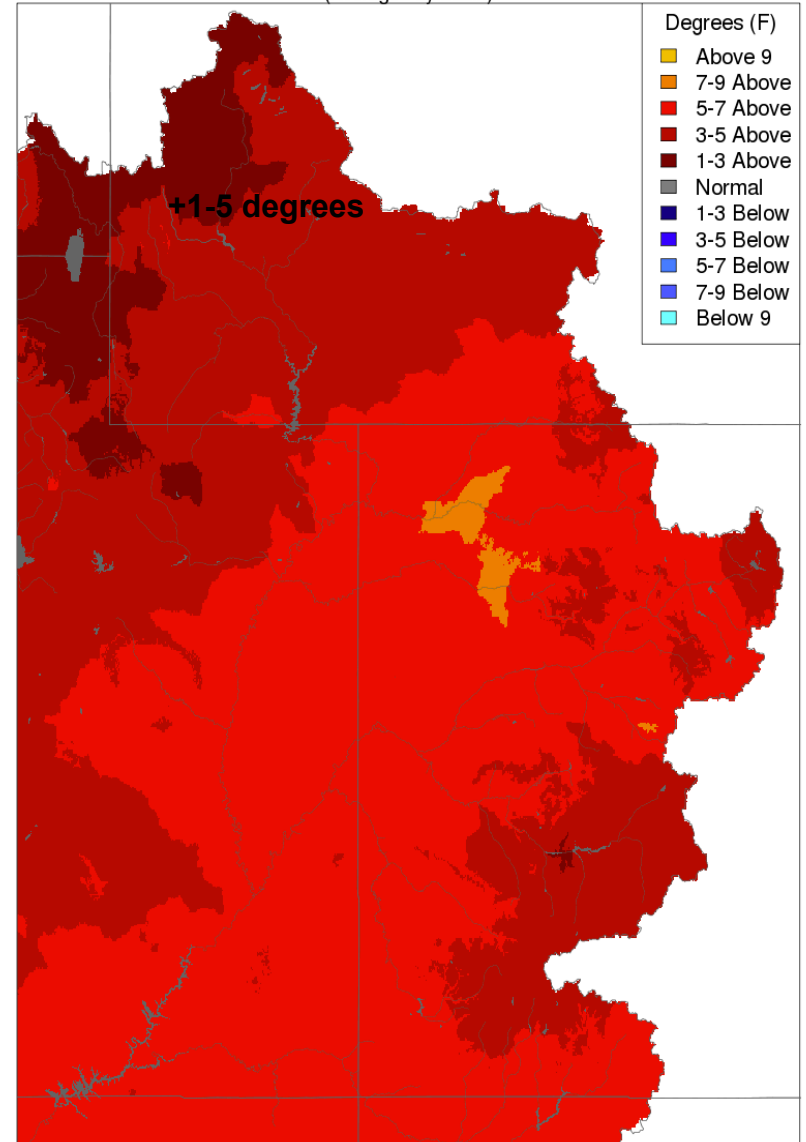 Degrees (F)
Above 9
7-9 Above
5-7 Above
3-5 Above
1-3 Above
Normal
1-3 Below
3-5 Below
5-7 Below
7-9 Below
Below 9
+1-5 degrees